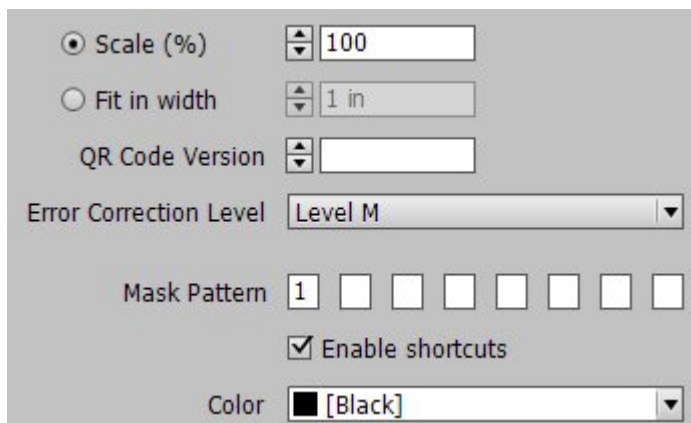 Scale (%) 100
Fit in width 1 in
QR Code Version
Error Correction Level Level M
Mask Pattern 1
Enable shortcuts
Color [Black]